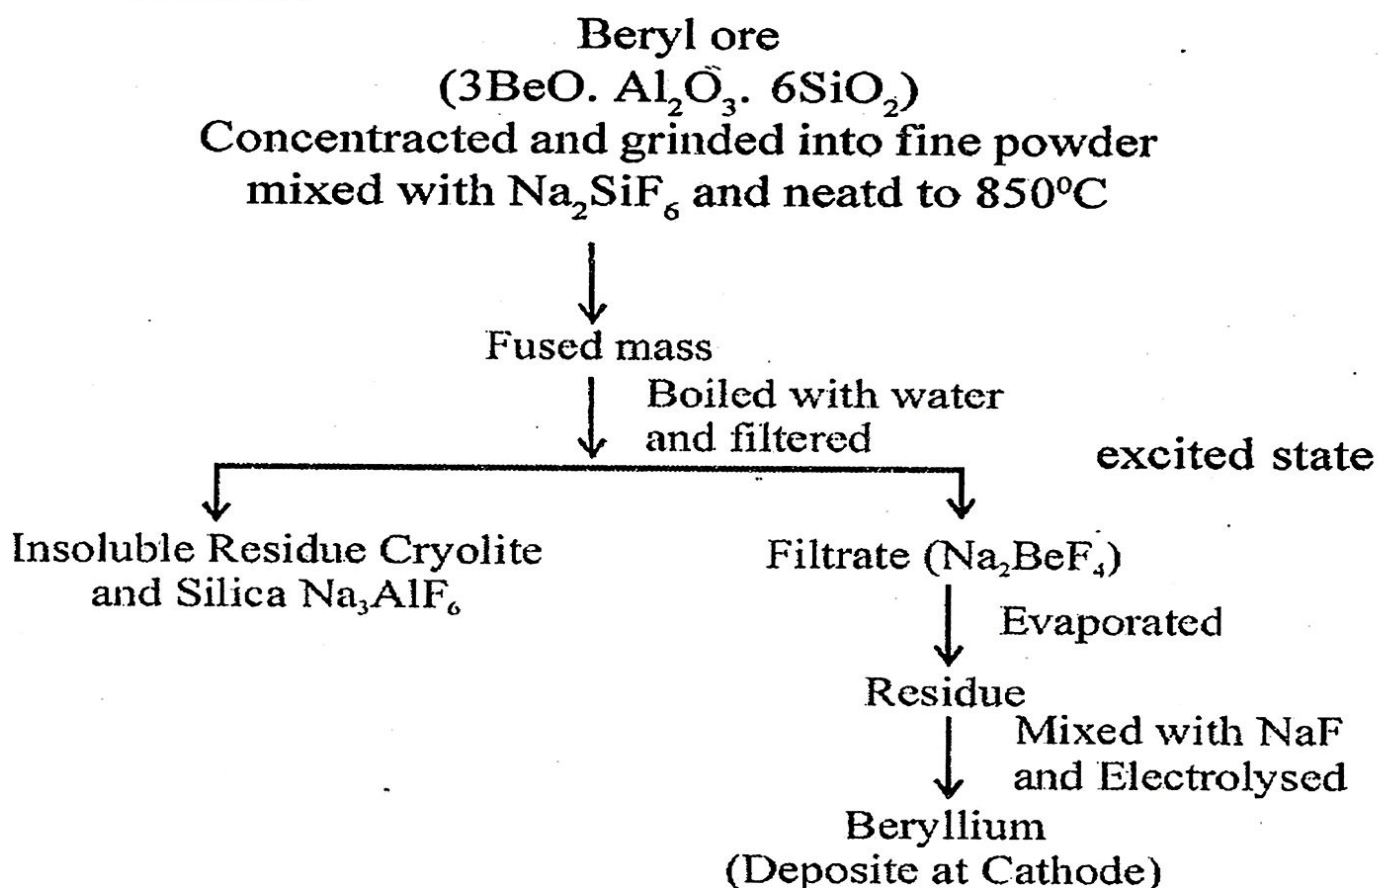 Beryl ore
(3BeO. Al₂O₃. 6SiO₂)
Concentracted and grinded into fine powder
mixed with Na₂SiF₆ and neatd to 850⁰C
Fused mass
Boiled with water
and filtered
excited state
Insoluble Residue Cryolite
and Silica Na₃AlF₆
Filtrate (Na₂BeF₄)
Evaporated
Residue
Mixed with NaF
and Electrolysed
Beryllium
(Deposite at Cathode)